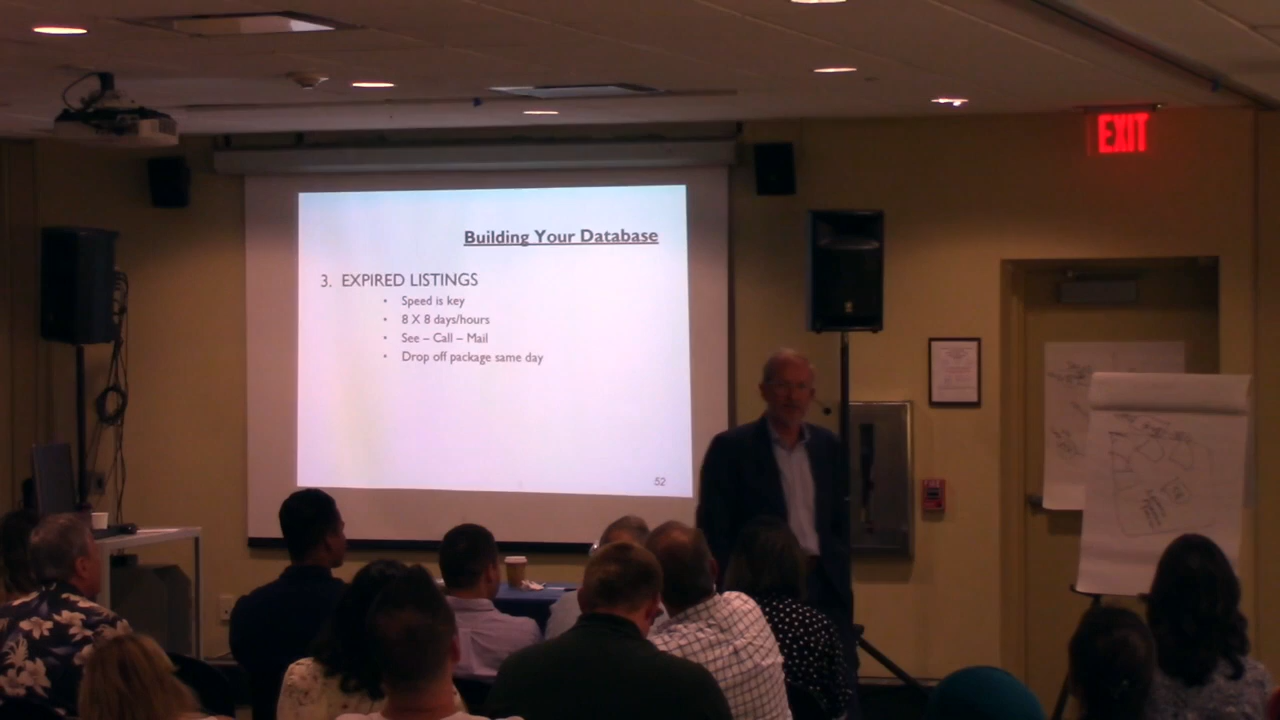 EXIT
Building Your Database
3. EXPIRED LISTINGS
• Speed is key
• 8 X 8 days/hours
• See – Call – Mail
• Drop off package same day
52
FIRE